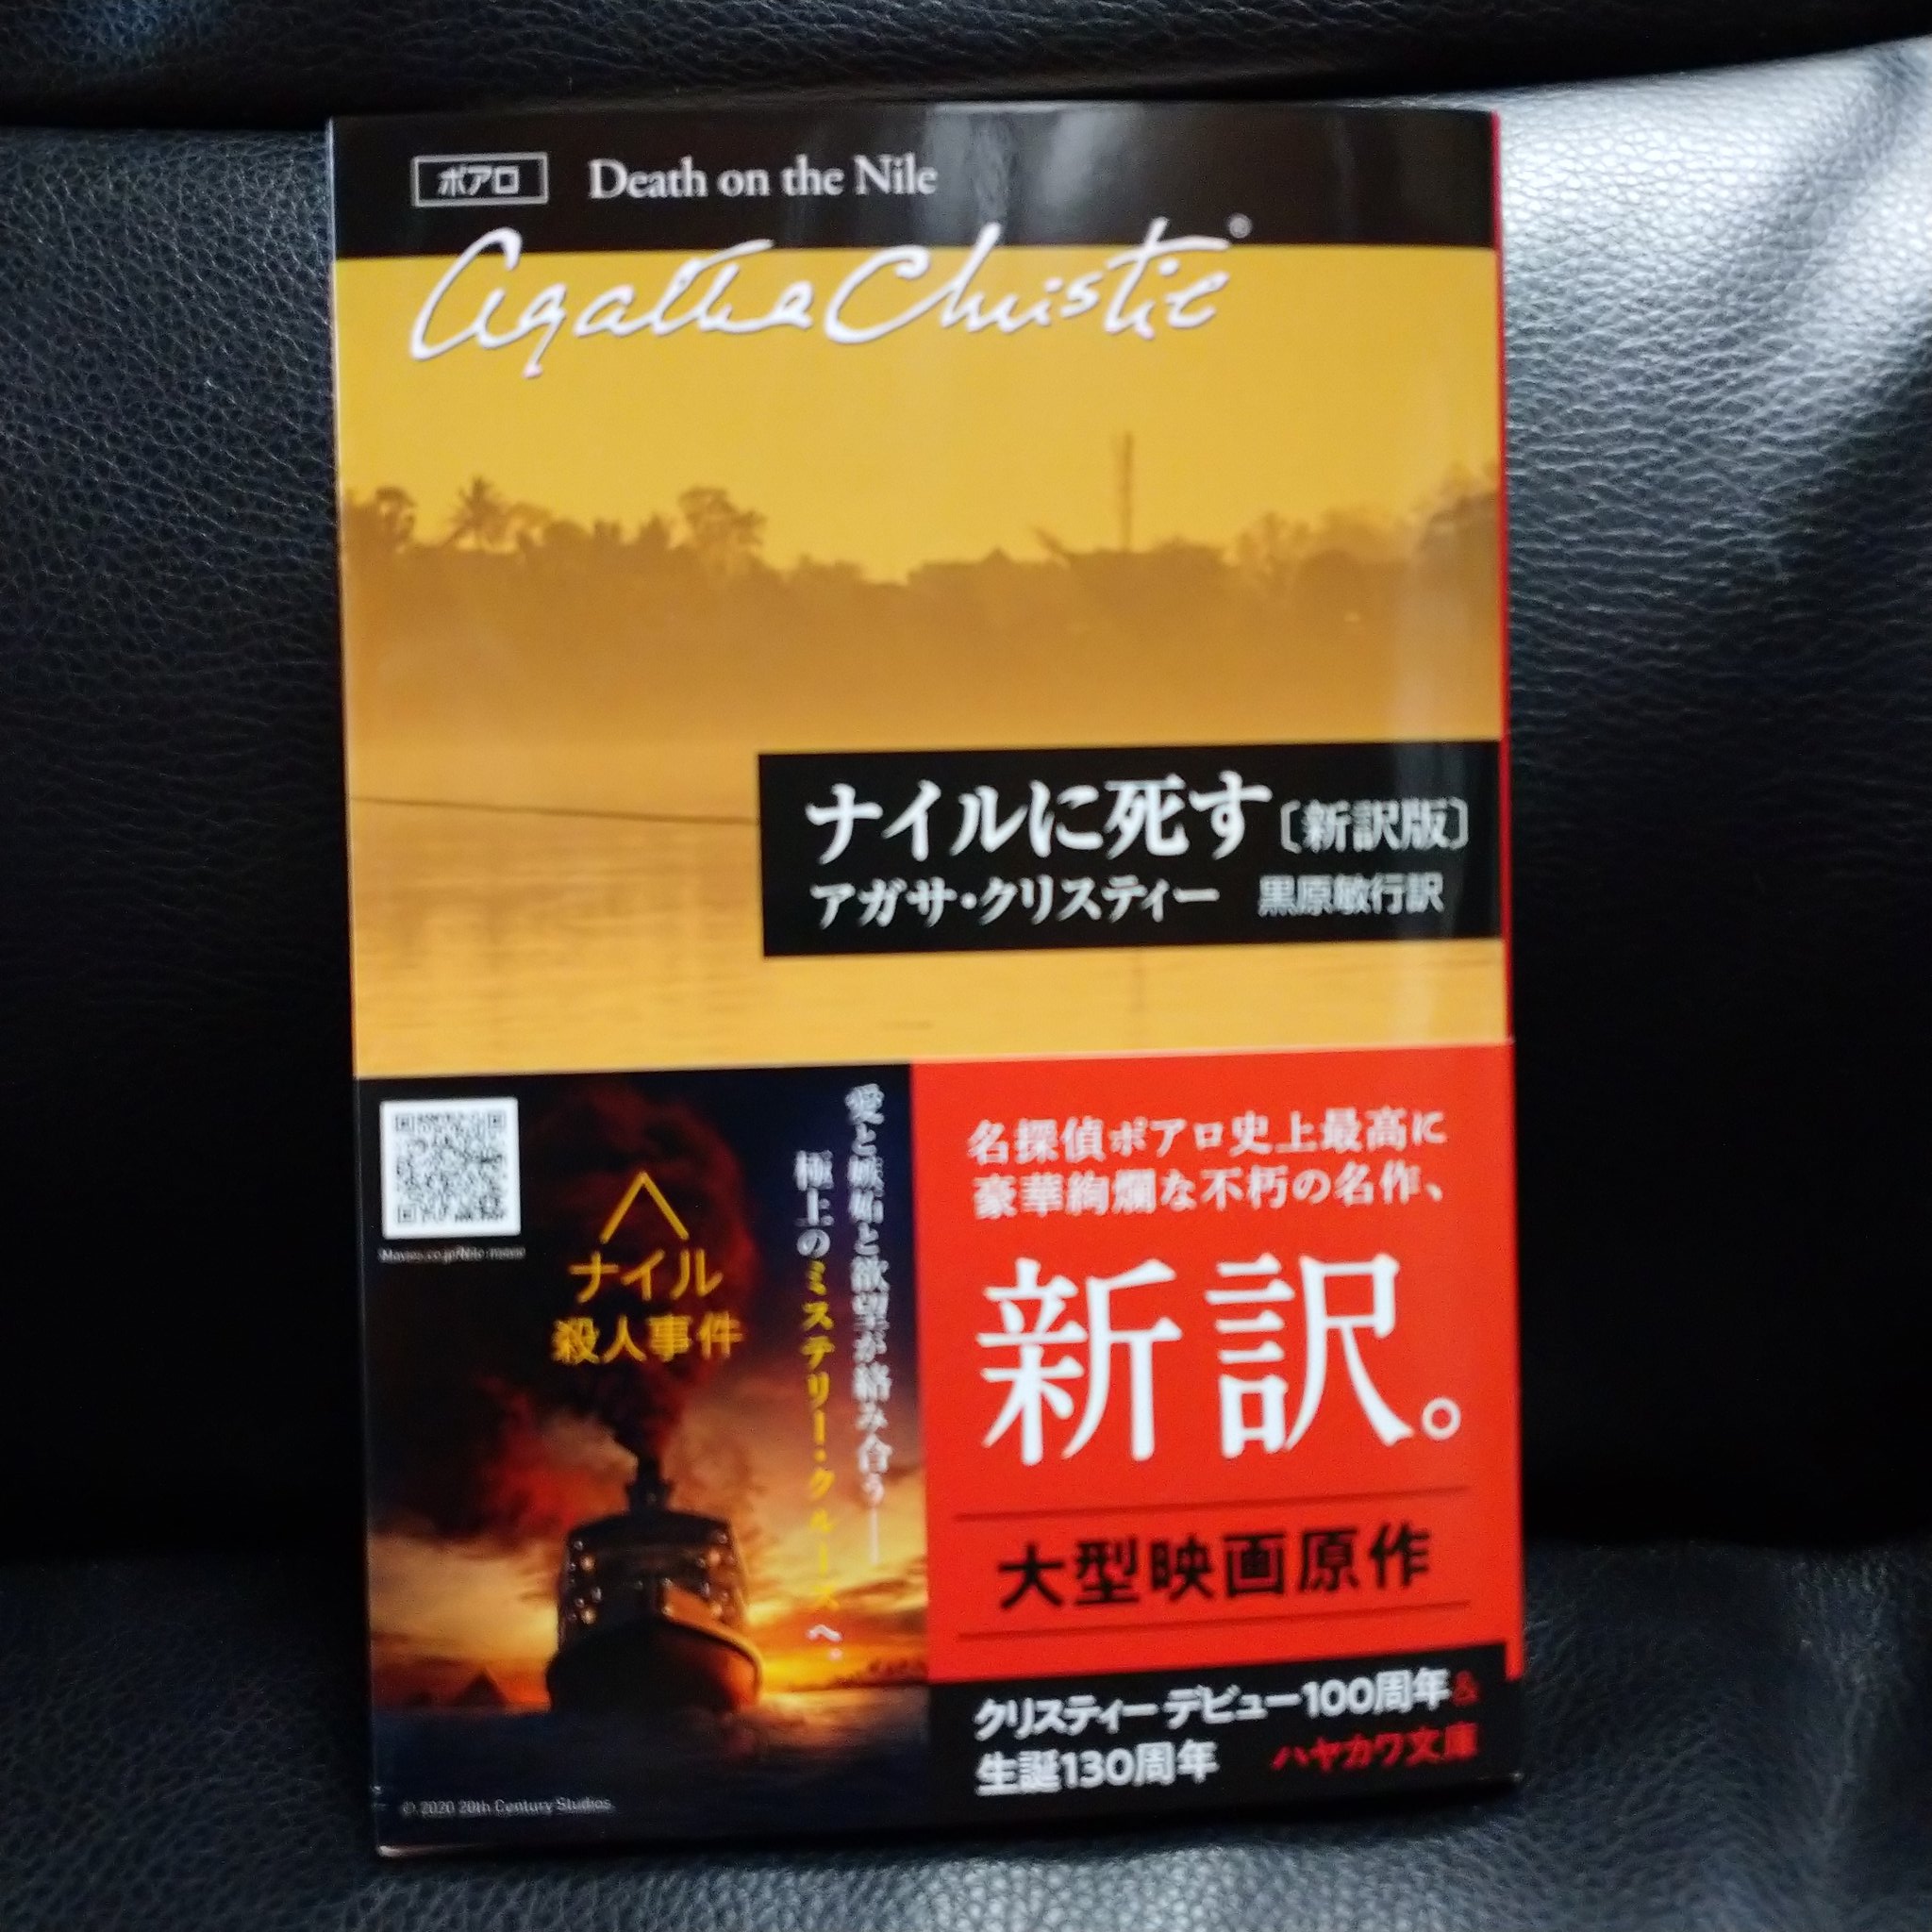 ポアロ Death on the Nile
Agatha Christie®
ナイルに死す〔新訳版〕
アガサ・クリスティー 黒原敏行訳
愛と嫉妬と欲望が絡み合う――
極上のミステリー・クルーズへ。
ナイル
殺人事件
© 2020 20th Century Studios
名探偵ポアロ史上最高に
豪華絢爛な不朽の名作、
新訳。
大型映画原作
クリスティー デビュー100周年&
生誕130周年 ハヤカワ文庫